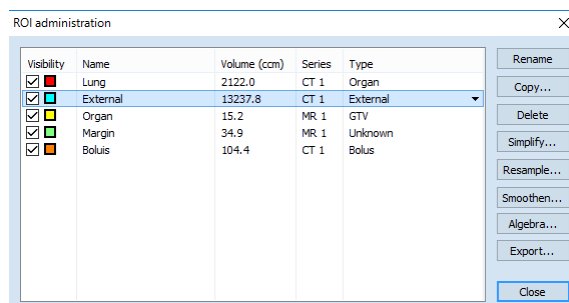 ROI administration
Visibility Name Volume (ccm) Series Type
Lung 2122.0 CT 1 Organ
External 13237.8 CT 1 External
Organ 15.2 MR 1 GTV
Margin 34.9 MR 1 Unknown
Boluis 104.4 CT 1 Bolus
Rename
Copy...
Delete
Simplify...
Resample...
Smoothen...
Algebra...
Export...
Close